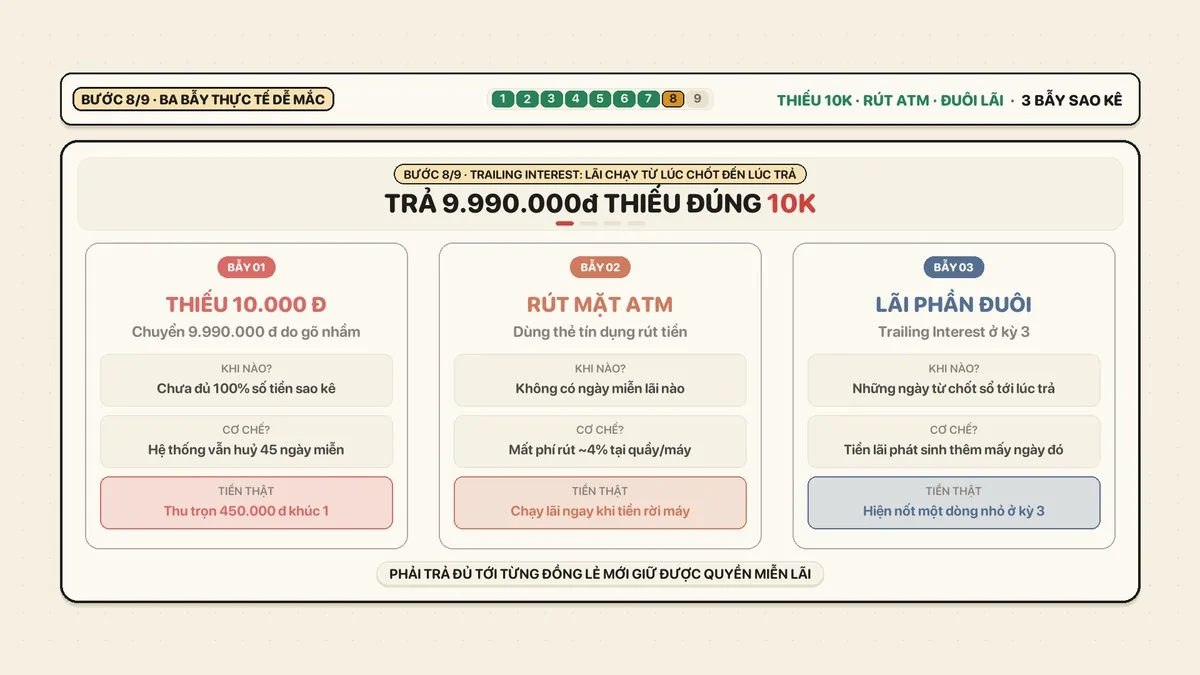 BƯỚC 8/9 · BA BẪY THỰC TẾ DỄ MẮC
1 2 3 4 5 6 7 8 9
THIẾU 10K · RÚT ATM · ĐUÔI LÃI · 3 BẪY SAO KÊ
BƯỚC 8/9 · TRAILING INTEREST: LÃI CHẠY TỪ LÚC CHỐT ĐẾN LÚC TRẢ
TRẢ 9.990.000đ THIẾU ĐÚNG 10K
BẪY 01
THIẾU 10.000 Đ
Chuyển 9.990.000 đ do gõ nhầm
KHI NÀO?
Chưa đủ 100% số tiền sao kê
CƠ CHẾ?
Hệ thống vẫn huỷ 45 ngày miễn
TIỀN THẬT
Thu trọn 450.000 đ khúc 1
BẪY 02
RÚT MẶT ATM
Dùng thẻ tín dụng rút tiền
KHI NÀO?
Không có ngày miễn lãi nào
CƠ CHẾ?
Mất phí rút ~4% tại quầy/máy
TIỀN THẬT
Chạy lãi ngay khi tiền rời máy
BẪY 03
LÃI PHẦN ĐUÔI
Trailing Interest ở kỳ 3
KHI NÀO?
Những ngày từ chốt sổ tới lúc trả
CƠ CHẾ?
Tiền lãi phát sinh thêm mấy ngày đó
TIỀN THẬT
Hiện nốt một dòng nhỏ ở kỳ 3
PHẢI TRẢ ĐỦ TỚI TỪNG ĐỒNG LẺ MỚI GIỮ ĐƯỢC QUYỀN MIỄN LÃI